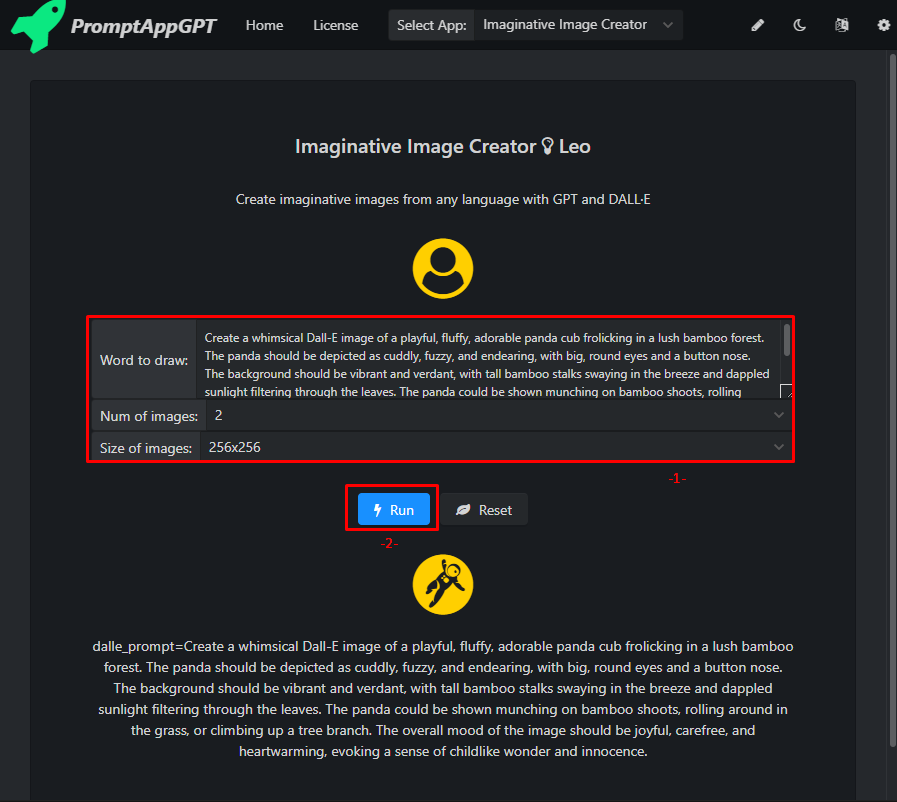 PromptAppGPT Home License Select App: Imaginative Image Creator
Imaginative Image Creator Leo
Create imaginative images from any language with GPT and DALL·E
Word to draw:
Create a whimsical Dall-E image of a playful, fluffy, adorable panda cub frolicking in a lush bamboo forest.
The panda should be depicted as cuddly, fuzzy, and endearing, with big, round eyes and a button nose.
The background should be vibrant and verdant, with tall bamboo stalks swaying in the breeze and dappled
sunlight filtering through the leaves. The panda could be shown munching on bamboo shoots, rolling
Num of images: 2
Size of images: 256x256
-1-
Run Reset
-2-
dalle_prompt=Create a whimsical Dall-E image of a playful, fluffy, adorable panda cub frolicking in a lush bamboo
forest. The panda should be depicted as cuddly, fuzzy, and endearing, with big, round eyes and a button nose.
The background should be vibrant and verdant, with tall bamboo stalks swaying in the breeze and dappled
sunlight filtering through the leaves. The panda could be shown munching on bamboo shoots, rolling around in
the grass, or climbing up a tree branch. The overall mood of the image should be joyful, carefree, and
heartwarming, evoking a sense of childlike wonder and innocence.